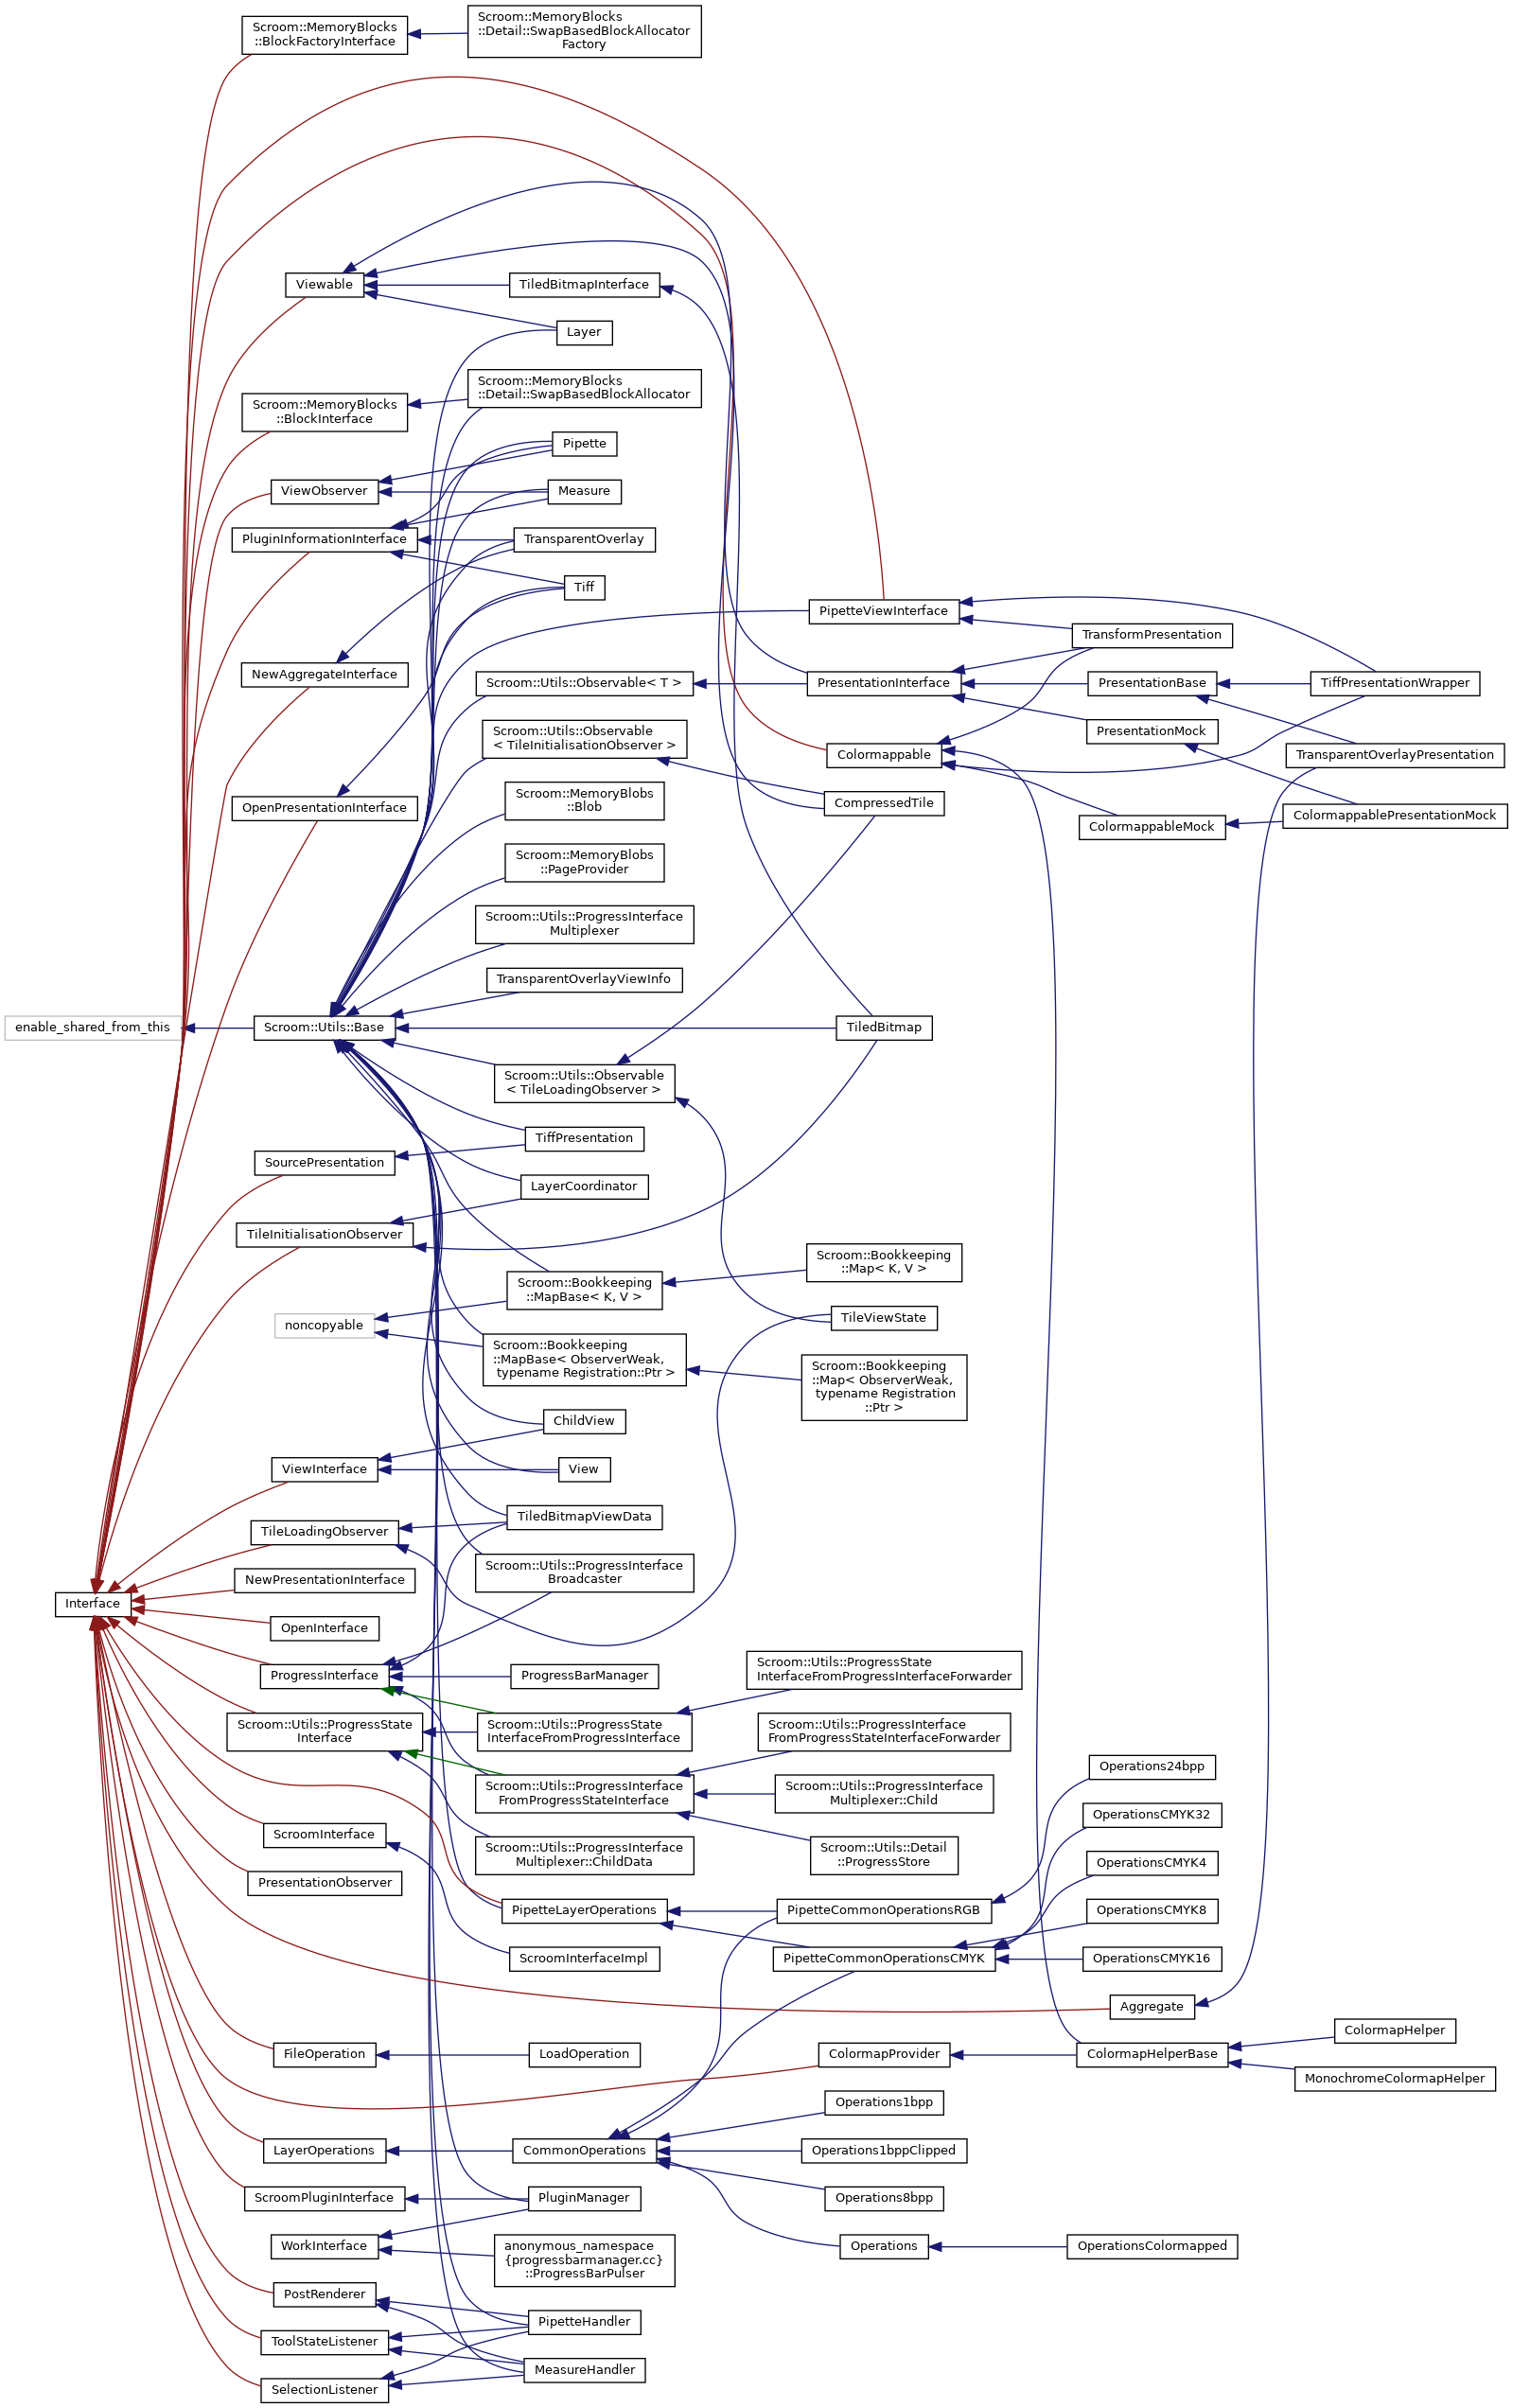 Scroom::MemoryBlocks
::BlockFactoryInterface
Scroom::MemoryBlocks
::Detail::SwapBasedBlockAllocator
Factory
Viewable
TiledBitmapInterface
Layer
Scroom::MemoryBlocks
::BlockInterface
Scroom::MemoryBlocks
::Detail::SwapBasedBlockAllocator
Pipette
ViewObserver
Measure
PluginInformationInterface
TransparentOverlay
Tiff
PipetteViewInterface
TransformPresentation
NewAggregateInterface
Scroom::Utils::Observable< T >
PresentationInterface
PresentationBase
TiffPresentationWrapper
Scroom::Utils::Observable
< TileInitialisationObserver >
PresentationMock
Colormappable
TransparentOverlayPresentation
OpenPresentationInterface
Scroom::MemoryBlobs
::Blob
CompressedTile
ColormappableMock
ColormappablePresentationMock
Scroom::MemoryBlobs
::PageProvider
Scroom::Utils::ProgressInterface
Multiplexer
TransparentOverlayViewInfo
enable_shared_from_this
Scroom::Utils::Base
TiledBitmap
Scroom::Utils::Observable
< TileLoadingObserver >
TiffPresentation
SourcePresentation
LayerCoordinator
TileInitialisationObserver
Scroom::Bookkeeping
::Map< K, V >
Scroom::Bookkeeping
::MapBase< K, V >
noncopyable
TileViewState
Scroom::Bookkeeping
::MapBase< ObserverWeak,
typename Registration::Ptr >
Scroom::Bookkeeping
::Map< ObserverWeak,
typename Registration
::Ptr >
ChildView
ViewInterface
View
TiledBitmapViewData
TileLoadingObserver
Scroom::Utils::ProgressInterface
Broadcaster
NewPresentationInterface
Interface
OpenInterface
ProgressInterface
ProgressBarManager
Scroom::Utils::ProgressState
InterfaceFromProgressInterfaceForwarder
Scroom::Utils::ProgressState
Interface
Scroom::Utils::ProgressState
InterfaceFromProgressInterface
Scroom::Utils::ProgressInterface
FromProgressStateInterfaceForwarder
Operations24bpp
Scroom::Utils::ProgressInterface
FromProgressStateInterface
Scroom::Utils::ProgressInterface
Multiplexer::Child
OperationsCMYK32
ScroomInterface
Scroom::Utils::ProgressInterface
Multiplexer::ChildData
Scroom::Utils::Detail
::ProgressStore
OperationsCMYK4
PresentationObserver
PipetteLayerOperations
PipetteCommonOperationsRGB
OperationsCMYK8
ScroomInterfaceImpl
PipetteCommonOperationsCMYK
OperationsCMYK16
Aggregate
ColormapHelper
FileOperation
LoadOperation
ColormapProvider
ColormapHelperBase
MonochromeColormapHelper
Operations1bpp
LayerOperations
CommonOperations
Operations1bppClipped
ScroomPluginInterface
PluginManager
Operations8bpp
WorkInterface
anonymous_namespace
{progressbarmanager.cc}
::ProgressBarPulser
Operations
OperationsColormapped
PostRenderer
PipetteHandler
ToolStateListener
MeasureHandler
SelectionListener